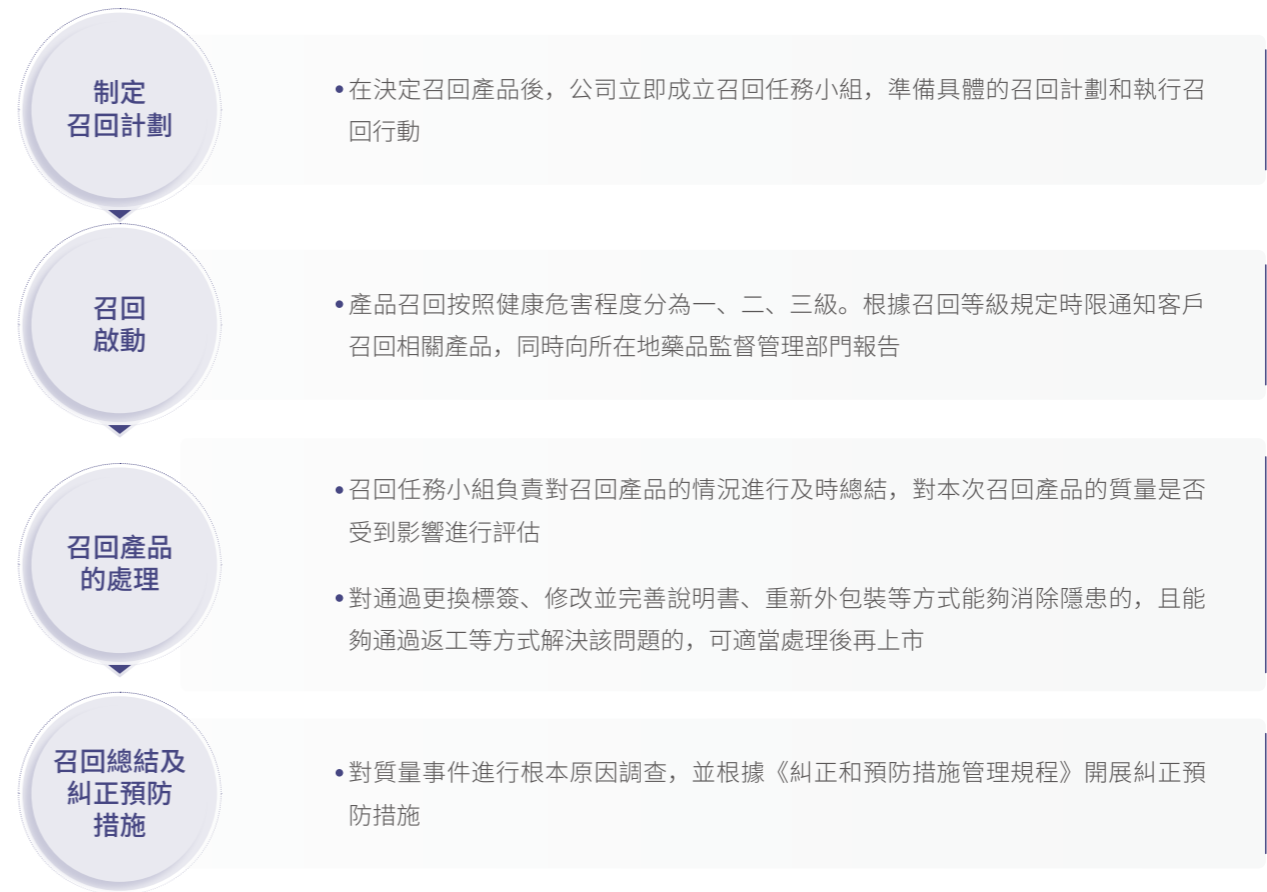 制定
召回計劃
•在決定召回產品後，公司立即成立召回任務小組，準備具體的召回計劃和執行召
回行動
召回
啟動
•產品召回按照健康危害程度分為一、二、三級。根據召回等級規定時限通知客戶
召回相關產品，同時向所在地藥品監督管理部門報告
召回產品
的處理
•召回任務小組負責對召回產品的情況進行及時總結，對本次召回產品的質量是否
受到影響進行評估
•對通過更換標簽、修改並完善說明書、重新外包裝等方式能夠消除隱患的，且能
夠通過返工等方式解決該問題的，可適當處理後再上市
召回總結及
糾正預防
措施
•對質量事件進行根本原因調查，並根據《糾正和預防措施管理規程》開展糾正預
防措施